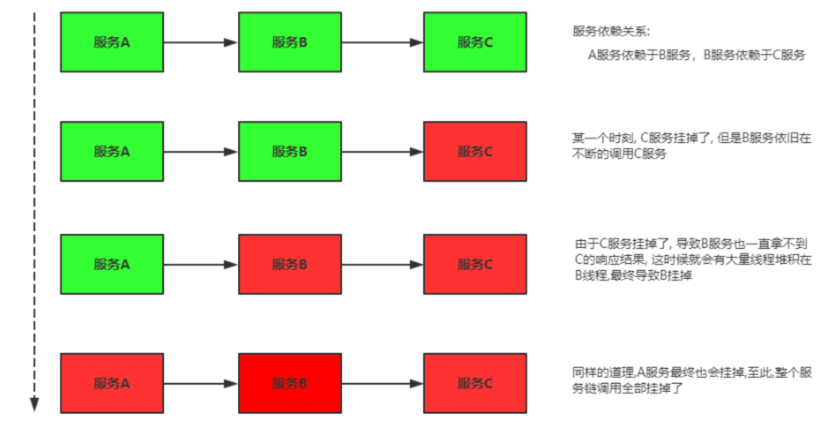 服务A
服务B
服务C
服务依赖关系:
A服务依赖于B服务，B服务依赖于C服务
服务A
服务B
服务C
某一个时刻, C服务挂掉了, 但是B服务依旧在
不断的调用C服务
服务A
服务B
服务C
由于C服务挂掉了, 导致B服务也一直拿不到
C的响应结果, 这时候就会有大量线程堆积在
B线程,最终导致B挂掉
服务A
服务B
服务C
同样的道理,A服务最终也会挂掉,至此,整个服
务链调用全部挂掉了